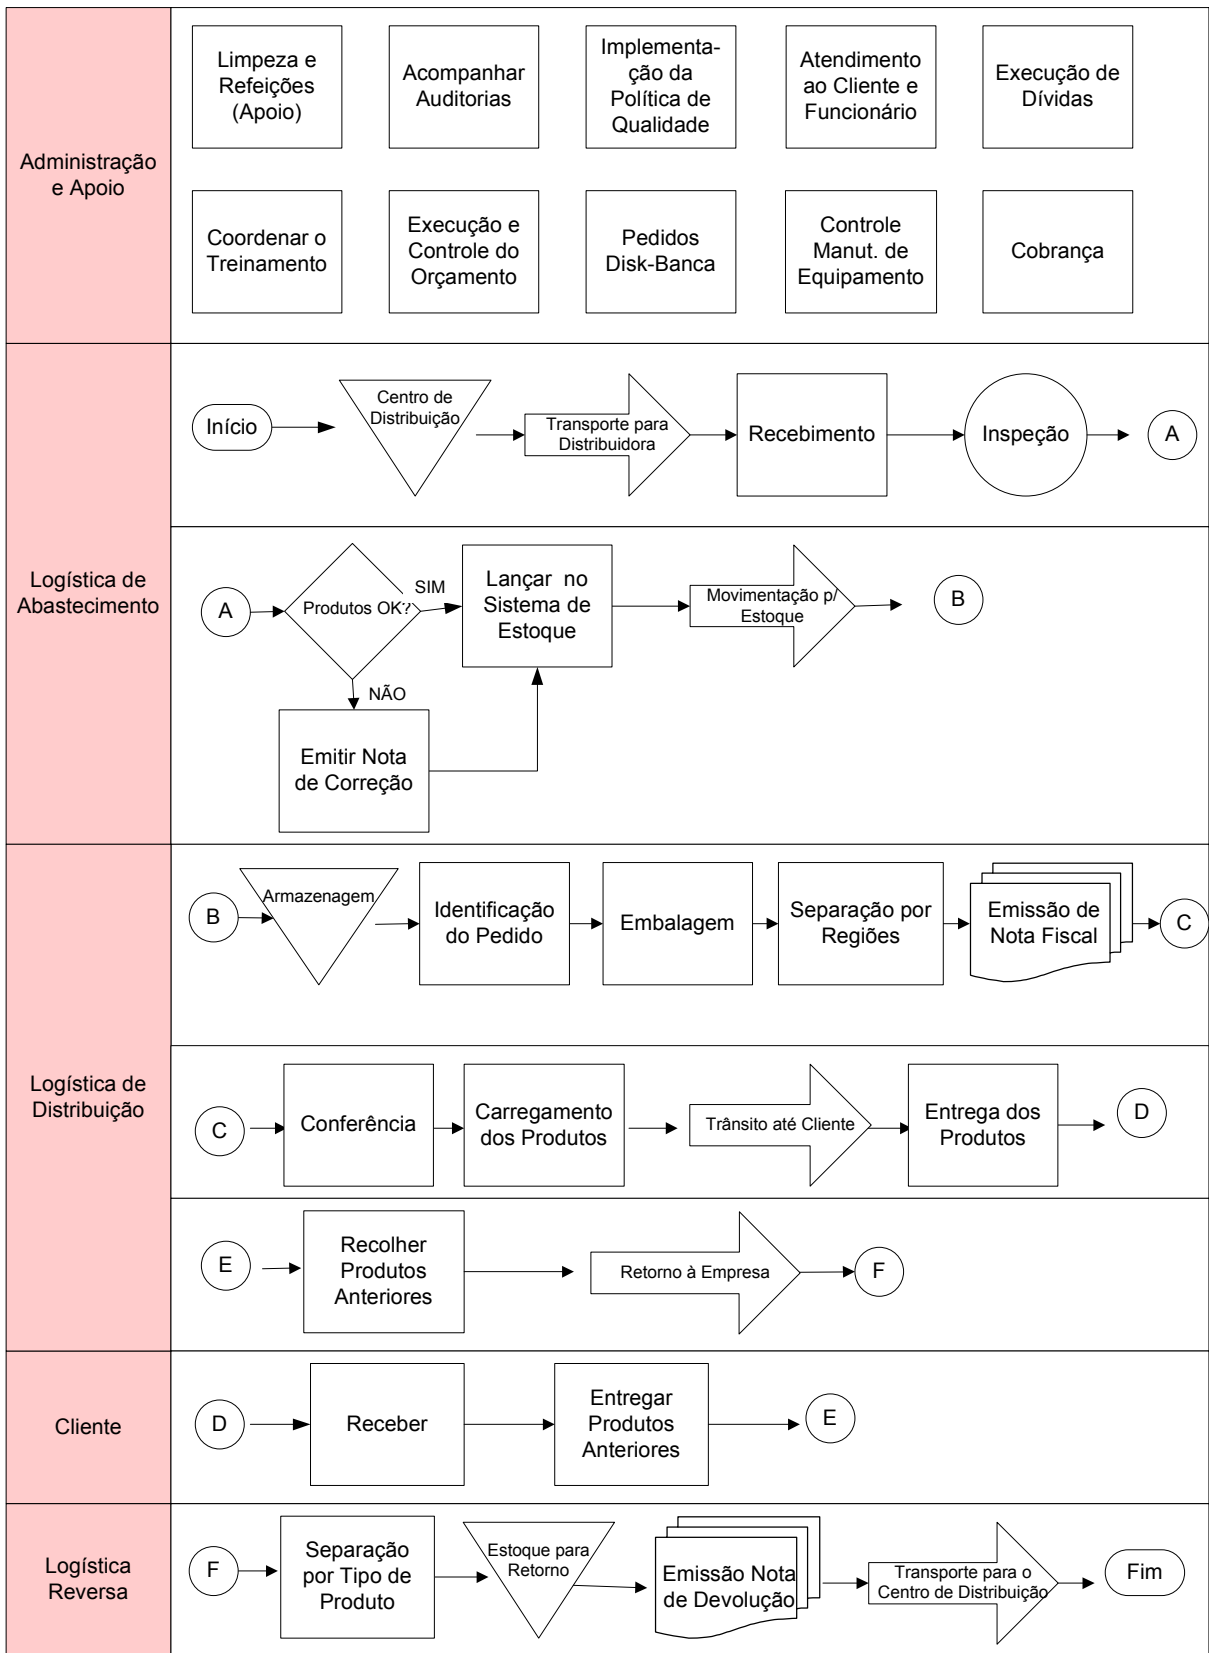 Administração
e Apoio
Limpeza e
Refeições
(Apoio)
Acompanhar
Auditorias
Implementa-
ção da
Política de
Qualidade
Atendimento
ao Cliente e
Funcionário
Execução de
Dívidas
Coordenar o
Treinamento
Execução e
Controle do
Orçamento
Pedidos
Disk-Banca
Controle
Manut. de
Equipamento
Cobrança
Logística de
Abastecimento
Início
Centro de
Distribuição
Transporte para
Distribuidora
Recebimento
Inspeção
A
A
Produtos OK?
SIM
NÃO
Lançar no
Sistema de
Estoque
Movimentação p/
Estoque
B
Emitir Nota
de Correção
Logística de
Distribuição
B
Armazenagem
Identificação
do Pedido
Embalagem
Separação por
Regiões
Emissão de
Nota Fiscal
C
C
Conferência
Carregamento
dos Produtos
Trânsito até Cliente
Entrega dos
Produtos
D
E
Recolher
Produtos
Anteriores
Retorno à Empresa
F
Cliente
D
Receber
Entregar
Produtos
Anteriores
E
Logística
Reversa
F
Separação
por Tipo de
Produto
Estoque para
Retorno
Emissão Nota
de Devolução
Transporte para o
Centro de Distribuição
Fim